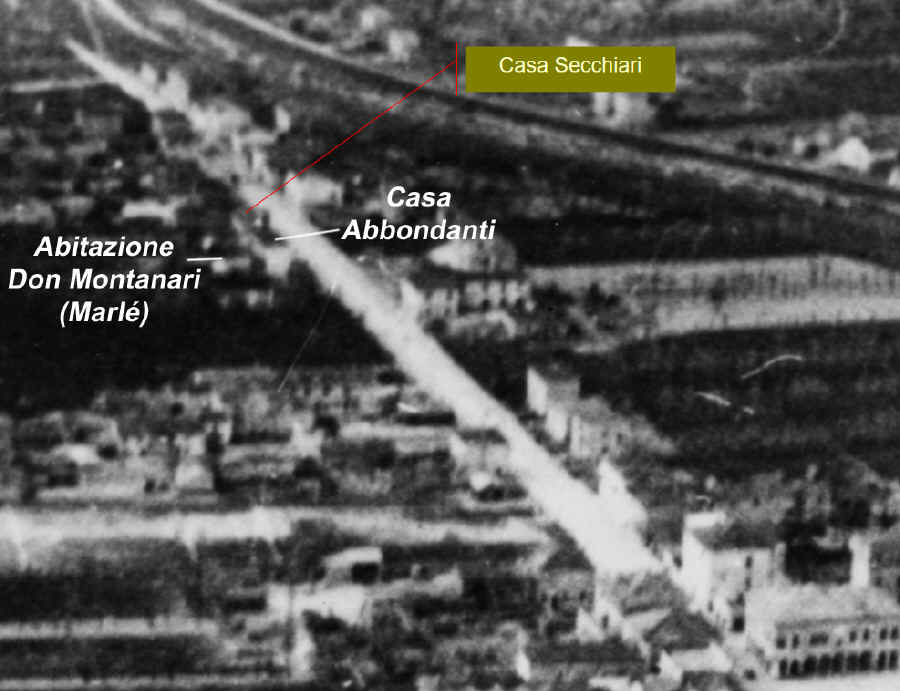 Casa Secchiari
Casa
Abbondanti
Abitazione
Don Montanari
(Marlé)